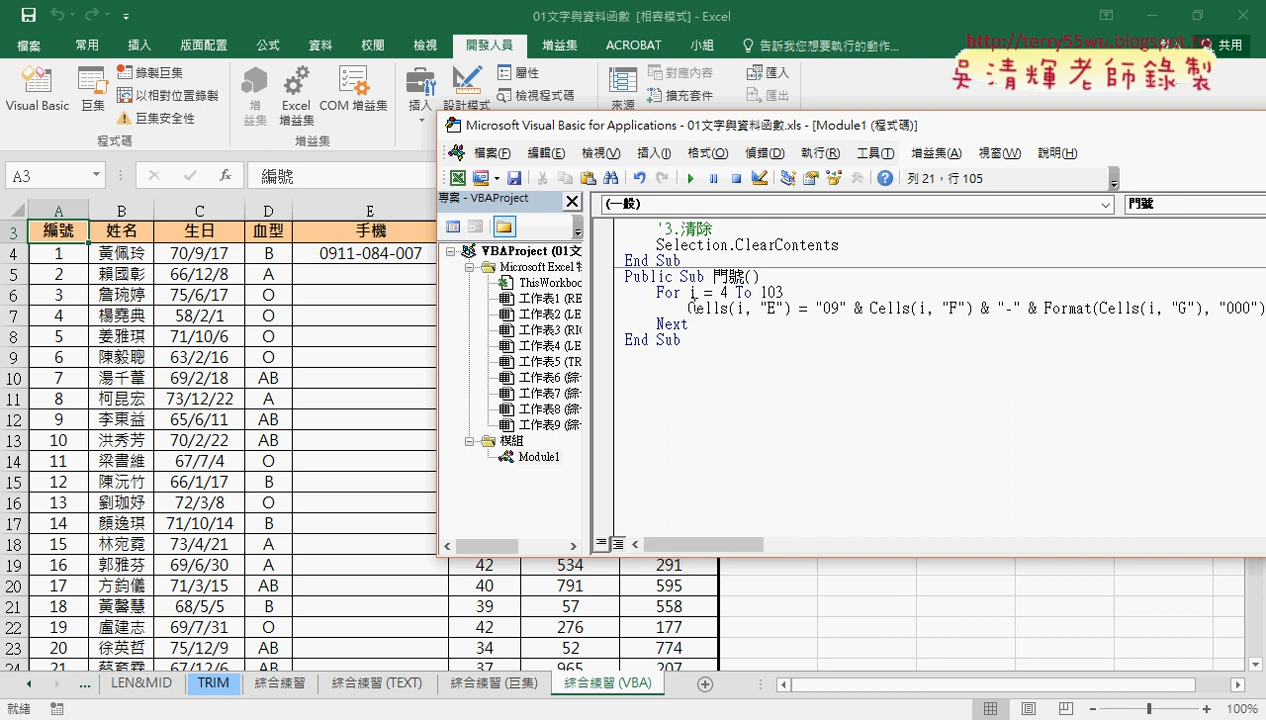 01文字與資料函數 [相容模式] - Excel
http://terry55wu.blogspot.tw
吳清輝老師錄製
檔案 常用 插入 版面配置 公式 資料 校閱 檢視 開發人員 增益集 ACROBAT 小組 告訴我您想要執行的動作... 共用
Visual Basic 巨集 錄製巨集 以相對位置錄製 巨集安全性 程式碼
增益集 Excel 增益集 COM 增益集 增益集
插入 設計模式 屬性 檢視程式碼
來源 對應內容 擴充套件 匯入 匯出
A3 編號
Microsoft Visual Basic for Applications - 01文字與資料函數.xls - [Module1 (程式碼)]
檔案(F) 編輯(E) 檢視(V) 插入(I) 格式(O) 偵錯(D) 執行(R) 工具(T) 增益集(A) 視窗(W) 說明(H)
列 21，行 105
專案 - VBAProject
(一般) 門號
VBAProject (01文
Microsoft Excel
ThisWorkboo
工作表1 (RE
工作表2 (LE
工作表3 (RI
工作表4 (LE
工作表5 (TR
工作表6 (綜
工作表7 (綜
工作表8 (綜
工作表9 (綜
模組
Module1
'3.清除
Selection.ClearContents
End Sub
Public Sub 門號()
For i = 4 To 103
Cells(i, "E") = "09" & Cells(i, "F") & "-" & Format(Cells(i, "G"), "000")
Next
End Sub
A B C D E
3 編號 姓名 生日 血型 手機
4 1 黃佩玲 70/9/17 B 0911-084-007
5 2 賴國彰 66/12/8 A
6 3 詹琬婷 75/6/17 O
7 4 楊堯典 58/2/1 O
8 5 姜雅琪 71/10/6 O
9 6 陳毅聰 63/2/16 O
10 7 湯千葦 69/2/18 AB
11 8 柯昆宏 73/12/22 A
12 9 李東益 65/6/11 AB
13 10 洪秀芳 70/2/22 AB
14 11 梁書維 67/7/4 O
15 12 陳沅竹 66/1/17 B
16 13 劉珈妤 72/3/8 O
17 14 顏逸琪 71/10/14 B
18 15 林宛霓 73/4/21 A
19 16 郭雅芬 69/6/30 A 42 534 291
20 17 方鈞儀 71/3/15 AB 40 791 595
21 18 黃馨慧 68/5/5 B 39 57 558
22 19 盧建志 69/7/31 O 42 276 177
23 20 徐英哲 75/12/9 AB 34 52 774
24 21 蔡育霖 67/12/6 AB 37 965 207
... LEN&MID TRIM 綜合練習 綜合練習 (TEXT) 綜合練習 (巨集) 綜合練習 (VBA)
就緒 100%